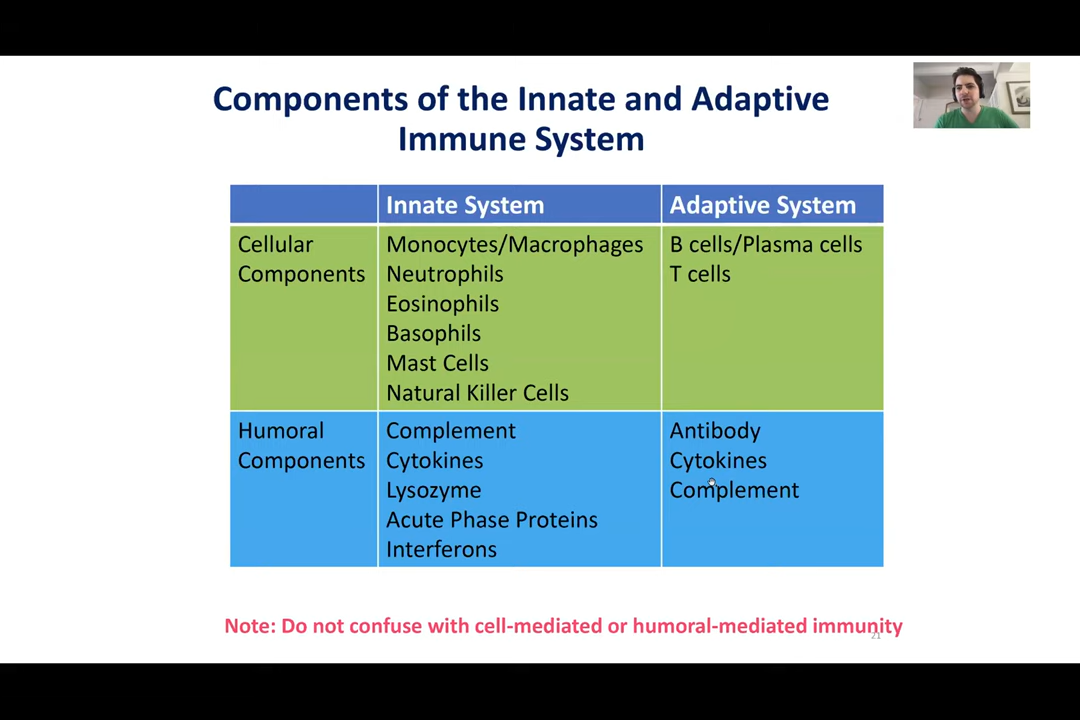 Components of the Innate and Adaptive
Immune System
Innate System
Adaptive System
Cellular
Components
Monocytes/Macrophages
Neutrophils
Eosinophils
Basophils
Mast Cells
Natural Killer Cells
B cells/Plasma cells
T cells
Humoral
Components
Complement
Cytokines
Lysozyme
Acute Phase Proteins
Interferons
Antibody
Cytokines
Complement
Note: Do not confuse with cell-mediated or humoral-mediated immunity
21